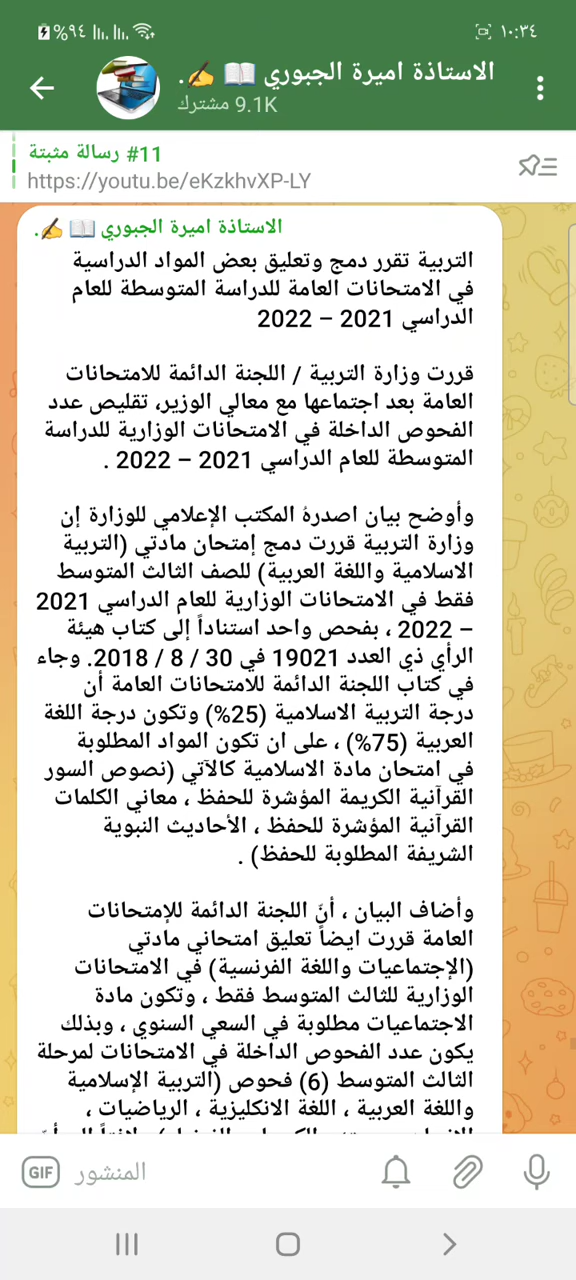 ١٠:٣٤ %٩٤
الاستاذة اميرة الجبوري 📖 ✍️.
9.1K مشترك
رسالة مثبتة #11
https://youtu.be/eKzkhvXP-LY
الاستاذة اميرة الجبوري 📖 ✍️.
التربية تقرر دمج وتعليق بعض المواد الدراسية
في الامتحانات العامة للدراسة المتوسطة للعام
الدراسي 2021 – 2022
قررت وزارة التربية / اللجنة الدائمة للامتحانات
العامة بعد اجتماعها مع معالي الوزير، تقليص عدد
الفحوص الداخلة في الامتحانات الوزارية للدراسة
المتوسطة للعام الدراسي 2021 – 2022 .
وأوضح بيان اصدرهُ المكتب الإعلامي للوزارة إن
وزارة التربية قررت دمج إمتحان مادتي (التربية
الاسلامية واللغة العربية) للصف الثالث المتوسط
فقط في الامتحانات الوزارية للعام الدراسي 2021
– 2022 ، بفحص واحد استناداً إلى كتاب هيئة
الرأي ذي العدد 19021 في 30 / 8 / 2018. وجاء
في كتاب اللجنة الدائمة للامتحانات العامة أن
درجة التربية الاسلامية (25%) وتكون درجة اللغة
العربية (75%) ، على ان تكون المواد المطلوبة
في امتحان مادة الاسلامية كالآتي (نصوص السور
القرآنية الكريمة المؤشرة للحفظ ، معاني الكلمات
القرآنية المؤشرة للحفظ ، الأحاديث النبوية
الشريفة المطلوبة للحفظ) .
وأضاف البيان ، أنَ اللجنة الدائمة للإمتحانات
العامة قررت ايضاً تعليق امتحاني مادتي
(الإجتماعيات واللغة الفرنسية) في الامتحانات
الوزارية للثالث المتوسط فقط ، وتكون مادة
الاجتماعيات مطلوبة في السعي السنوي ، وبذلك
يكون عدد الفحوص الداخلة في الامتحانات لمرحلة
الثالث المتوسط (6) فحوص (التربية الإسلامية
واللغة العربية ، اللغة الانكليزية ، الرياضيات ،
المنشور
GIF